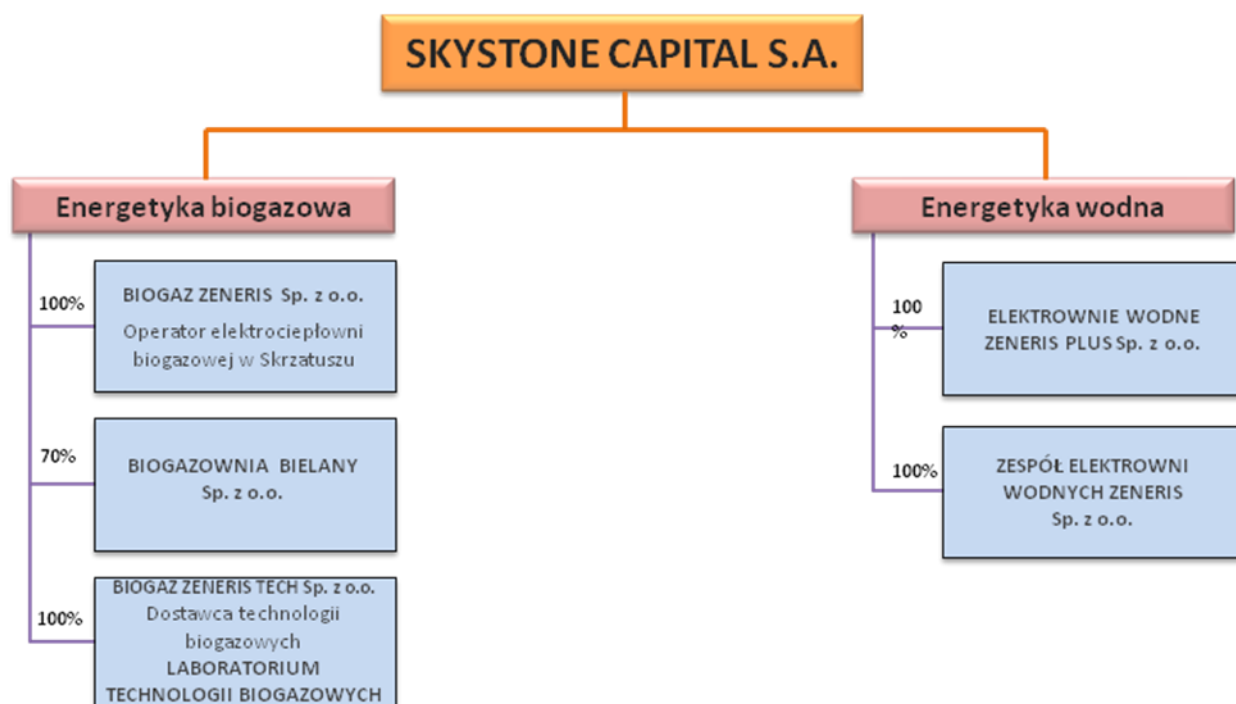 SKYSTONE CAPITAL S.A.
Energetyka biogazowa
100%
BIOGAZ ZENERIS Sp. z o.o.
Operator elektrociepłowni
biogazowej w Skrzatuszu
70%
BIOGAZOWNIA BIELANY
Sp. z o.o.
100%
BIOGAZ ZENERIS TECH Sp. z o.o.
Dostawca technologii
biogazowych
LABORATORIUM
TECHNOLOGII BIOGAZOWYCH
Energetyka wodna
100
%
ELEKTROWNIE WODNE
ZENERIS PLUS Sp. z o.o.
100%
ZESPÓŁ ELEKTROWNI
WODNYCH ZENERIS
Sp. z o.o.